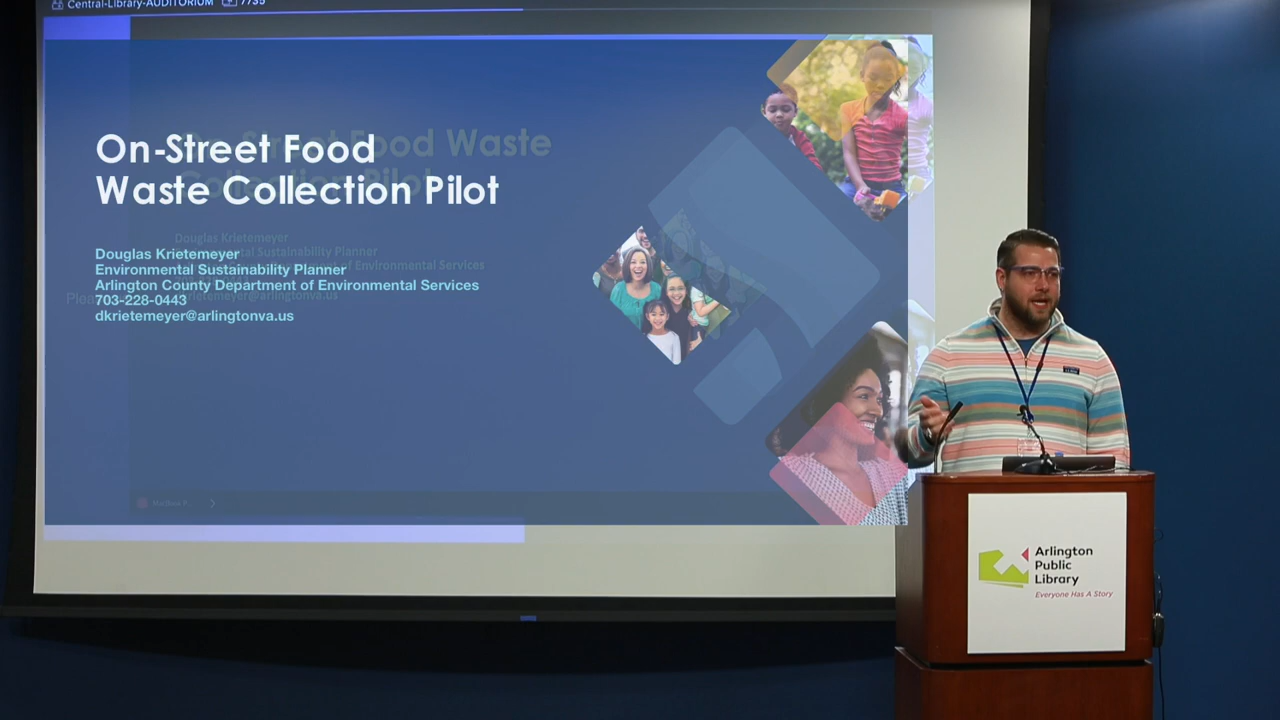 Central-Library-AUDITORIUM 7735
On-Street Food
Waste Collection Pilot
Douglas Krietemeyer
Environmental Sustainability Planner
Arlington County Department of Environmental Services
703-228-0443
dkrietemeyer@arlingtonva.us
Arlington
Public
Library
Everyone Has A Story